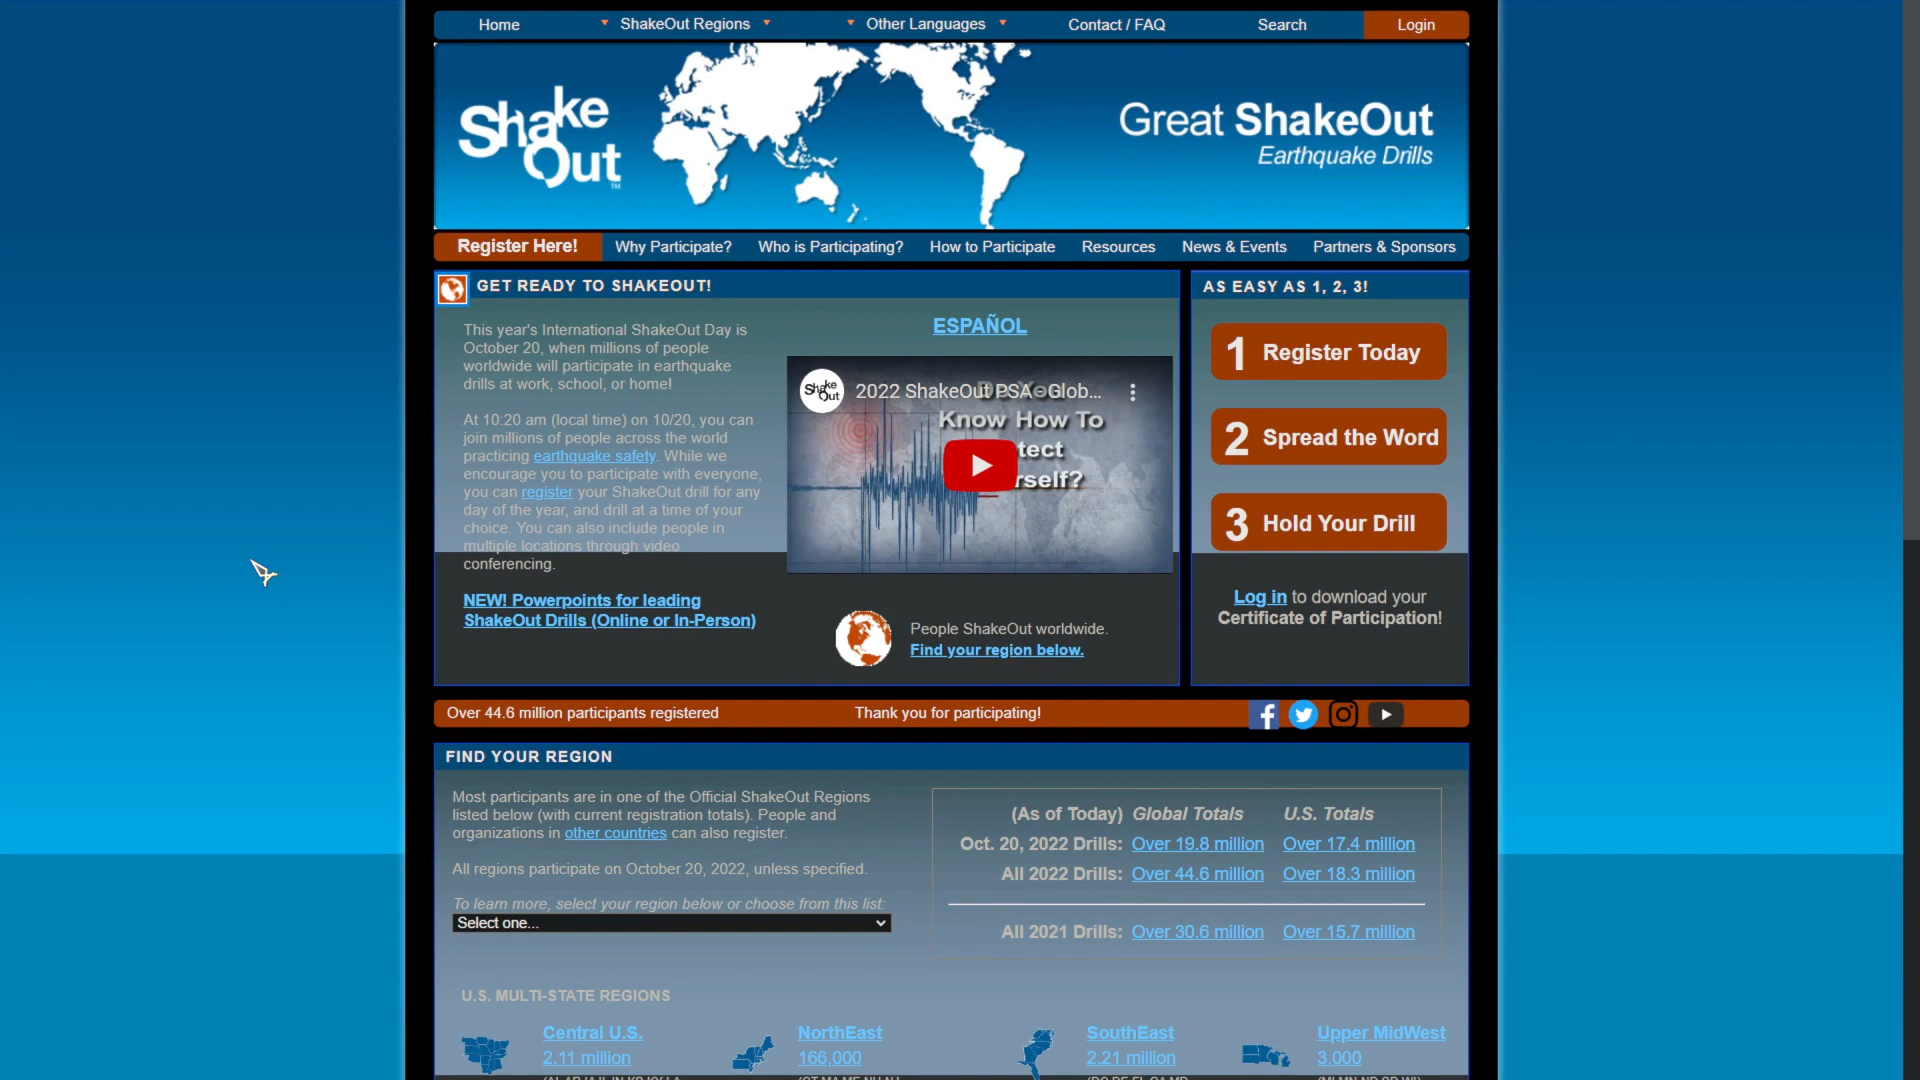 Home
ShakeOut Regions
Other Languages
Contact / FAQ
Search
Login
Shake Out™
Great ShakeOut
Earthquake Drills
Register Here!
Why Participate?
Who is Participating?
How to Participate
Resources
News & Events
Partners & Sponsors
GET READY TO SHAKEOUT!
This year's International ShakeOut Day is
October 20, when millions of people
worldwide will participate in earthquake
drills at work, school, or home!
At 10:20 am (local time) on 10/20, you can
join millions of people across the world
practicing earthquake safety. While we
encourage you to participate with everyone,
you can register your ShakeOut drill for any
day of the year, and drill at a time of your
choice. You can also include people in
multiple locations through video
conferencing.
NEW! Powerpoints for leading
ShakeOut Drills (Online or In-Person)
ESPAÑOL
Shake Out
2022 ShakeOut PSA - Glob...
Know How To
People ShakeOut worldwide.
Find your region below.
AS EASY AS 1, 2, 3!
1 Register Today
2 Spread the Word
3 Hold Your Drill
Log in to download your
Certificate of Participation!
Over 44.6 million participants registered
Thank you for participating!
FIND YOUR REGION
Most participants are in one of the Official ShakeOut Regions
listed below (with current registration totals). People and
organizations in other countries can also register.
All regions participate on October 20, 2022, unless specified.
To learn more, select your region below or choose from this list:
Select one...
(As of Today) Global Totals U.S. Totals
Oct. 20, 2022 Drills: Over 19.8 million Over 17.4 million
All 2022 Drills: Over 44.6 million Over 18.3 million
All 2021 Drills: Over 30.6 million Over 15.7 million
U.S. MULTI-STATE REGIONS
Central U.S.
2.11 million
NorthEast
166,000
SouthEast
2.21 million
Upper MidWest
3,000